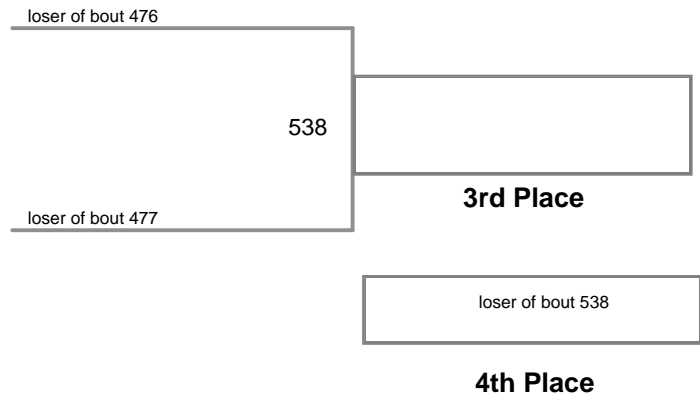 loser of bout 476
538
3rd Place
loser of bout 477
loser of bout 538
4th Place